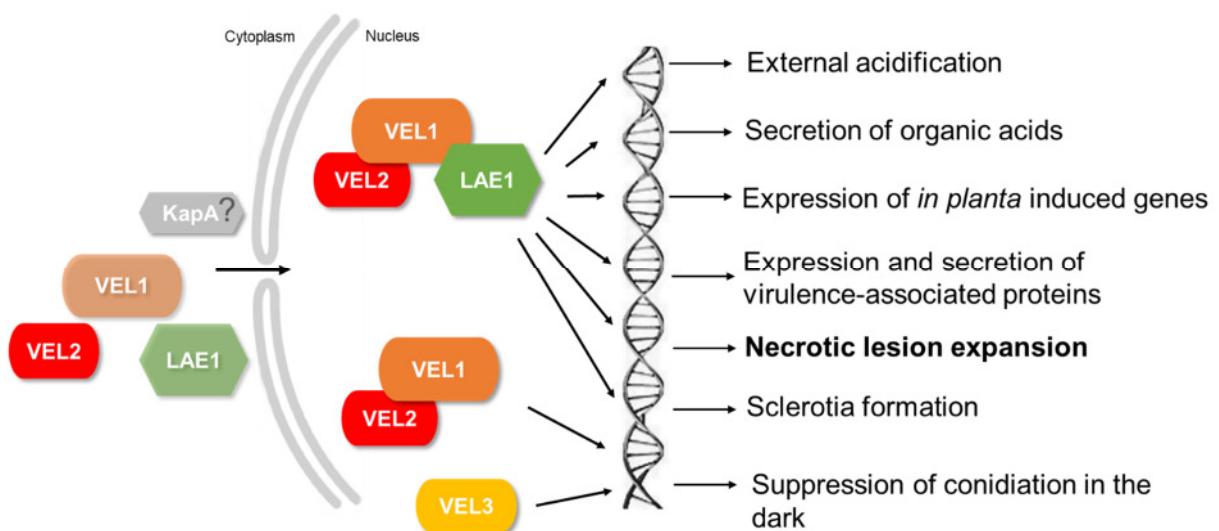 Cytoplasm
Nucleus
KapA?
VEL1
VEL2
LAE1
VEL1
VEL2
LAE1
VEL1
VEL2
VEL3
External acidification
Secretion of organic acids
Expression of in planta induced genes
Expression and secretion of
virulence-associated proteins
Necrotic lesion expansion
Sclerotia formation
Suppression of conidiation in the
dark